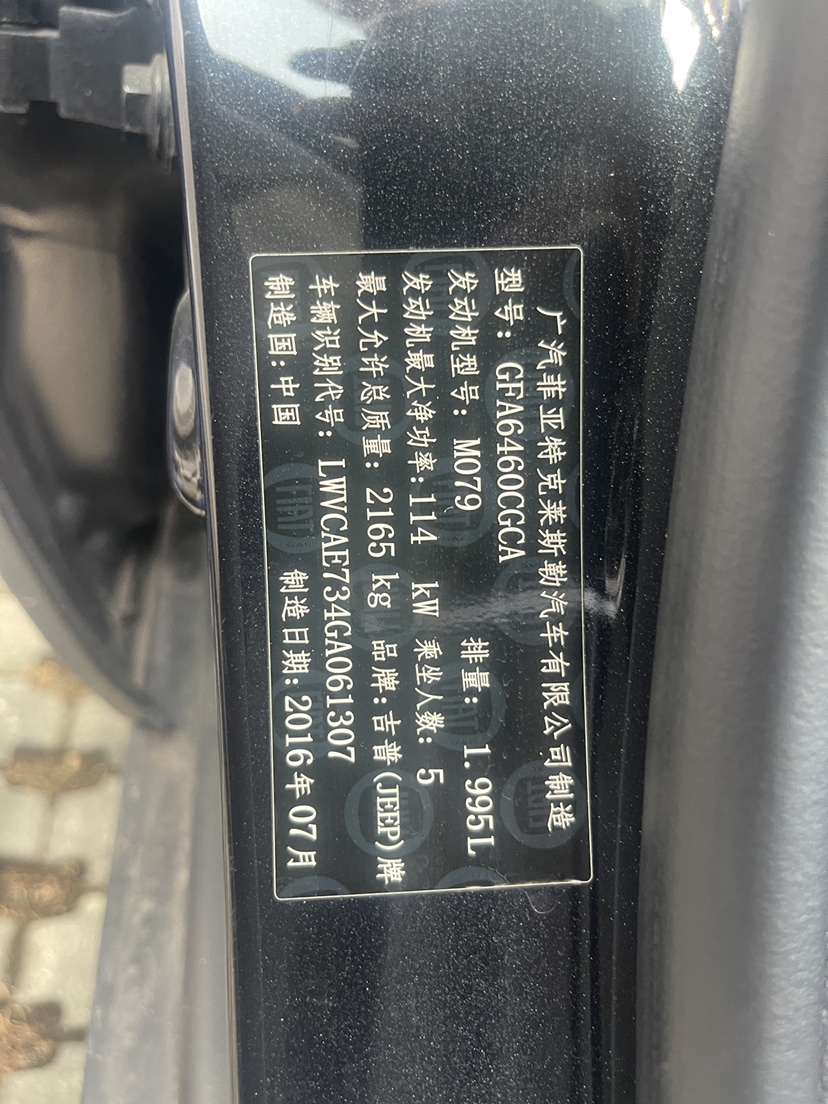 广汽菲亚特克莱斯勒汽车有限公司制造
型号: GFA6460CGCA
发动机型号: M079 排量: 1.995L
发动机最大净功率:114 kW 乘坐人数: 5
最大允许总质量: 2165 kg 品牌:吉普(JEEP)牌
车辆识别代号: LWVCAE734GA061307
制造国:中国 制造日期: 2016年07月